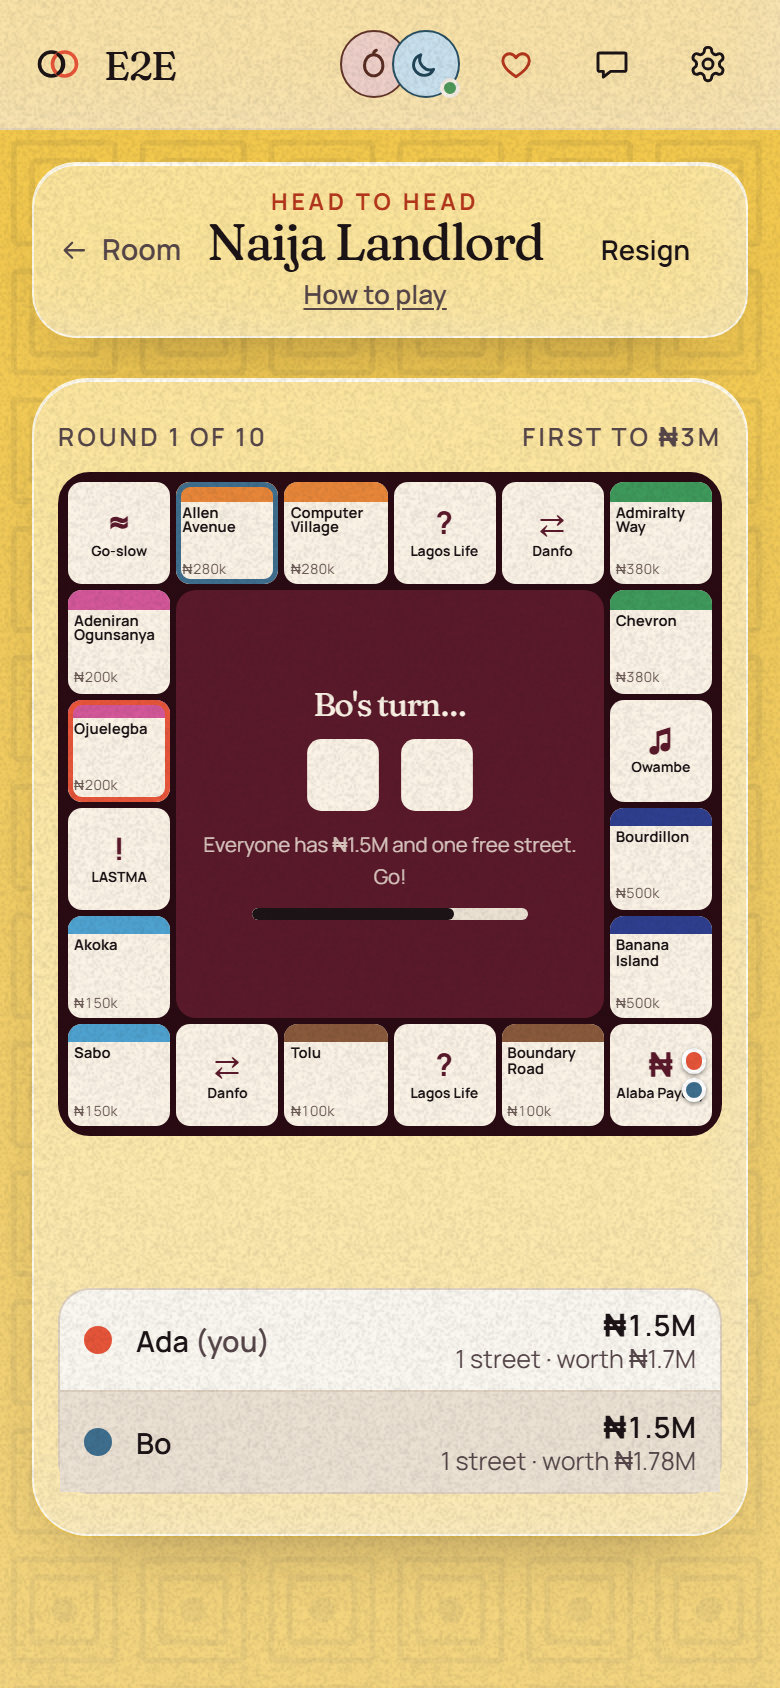 E2E
HEAD TO HEAD
← Room
Naija Landlord
Resign
How to play
ROUND 1 OF 10
FIRST TO ₦3M
Go-slow
Allen
Avenue
₦280k
Computer
Village
₦280k
?
Lagos Life
Danfo
Admiralty
Way
₦380k
Adeniran
Ogunsanya
₦200k
Chevron
₦380k
Ojuelegba
₦200k
Owambe
!
LASTMA
Bourdillon
₦500k
Akoka
₦150k
Banana
Island
₦500k
Bo's turn...
Everyone has ₦1.5M and one free street.
Go!
Sabo
₦150k
Danfo
Tolu
₦100k
?
Lagos Life
Boundary
Road
₦100k
₦
Alaba
Ada (you)
₦1.5M
1 street · worth ₦1.7M
Bo
₦1.5M
1 street · worth ₦1.78M